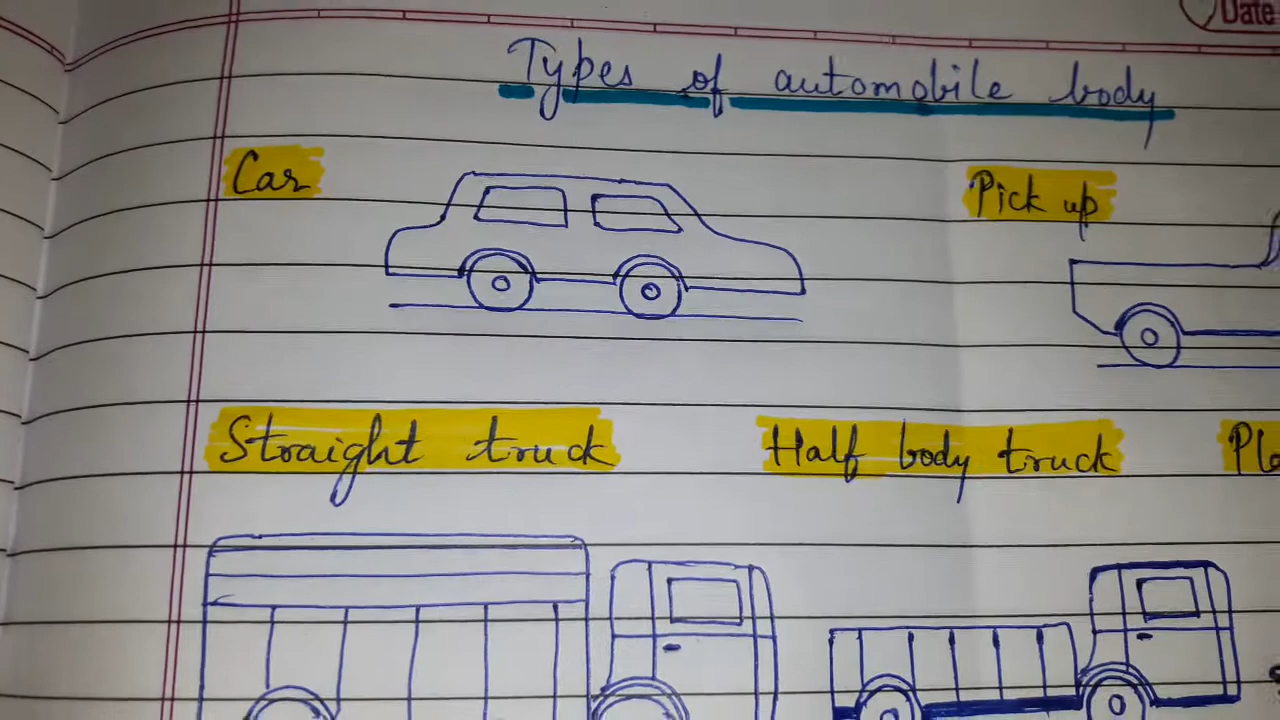 Date
Types of automobile body
Car
Pick up
Straight truck
Half body truck